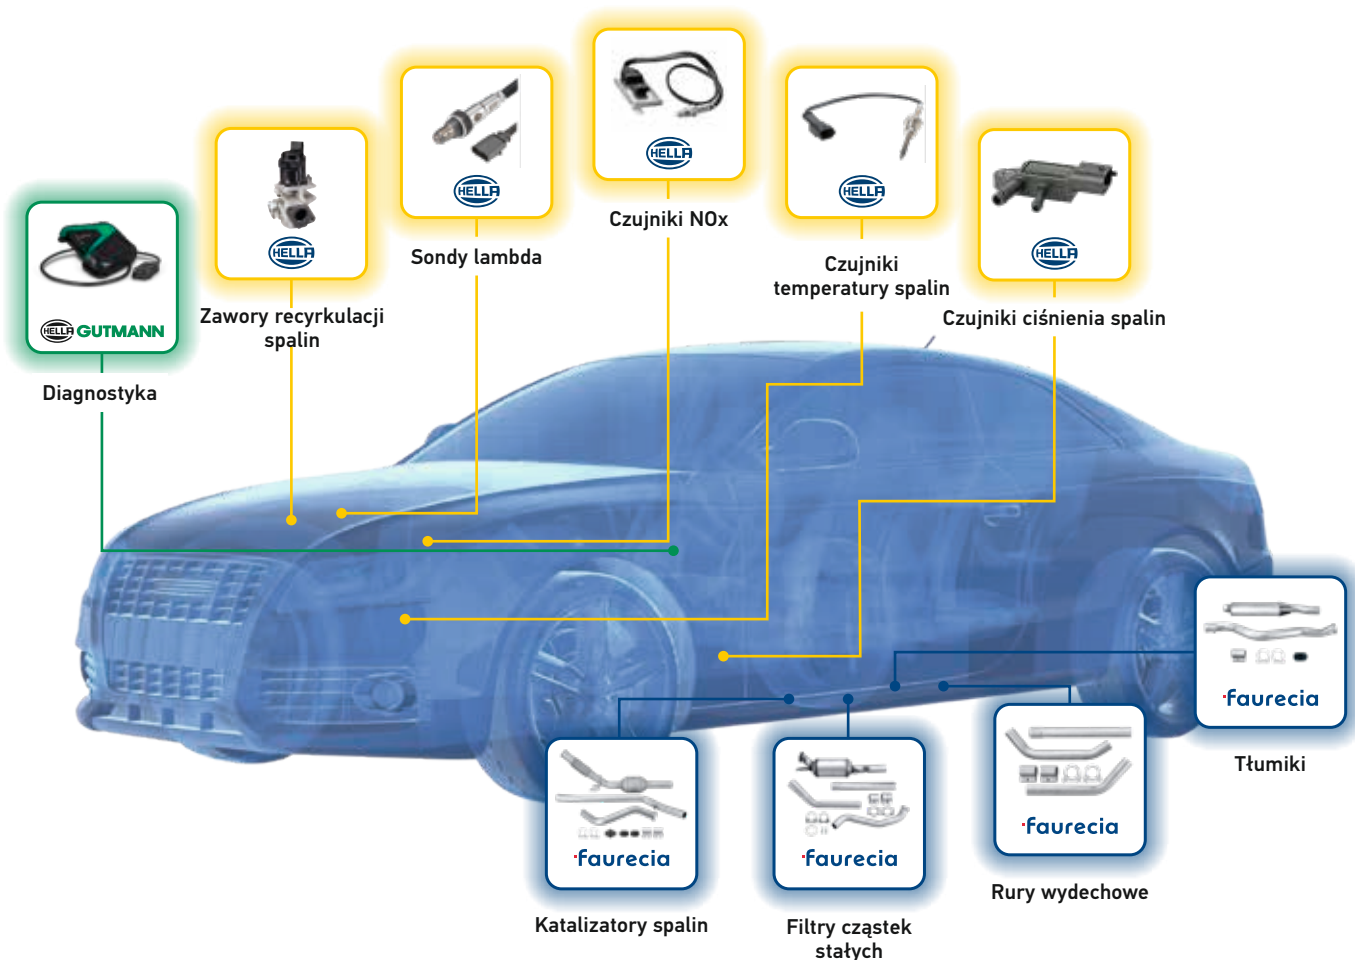 HELLA
Czujniki NOx
HELLA
Sondy lambda
HELLA
Czujniki
temperatury spalin
HELLA
Czujniki ciśnienia spalin
HELLA
Zawory recyrkulacji
spalin
HELLA GUTMANN
Diagnostyka
faurecia
Tłumiki
faurecia
Rury wydechowe
faurecia
Katalizatory spalin
faurecia
Filtry cząstek
stałych